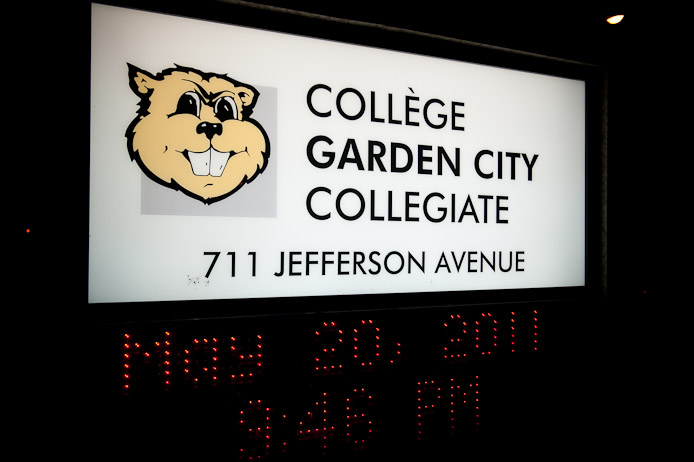 COLLÈGE
GARDEN CITY
COLLEGIATE
711 JEFFERSON AVENUE
May 20, 2011
9:46 PM